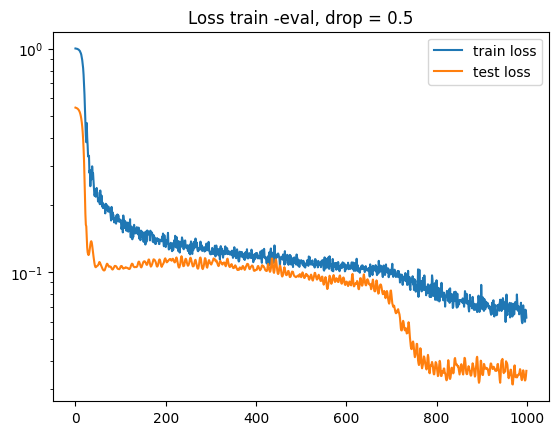 Loss train -eval, drop = 0.5
train loss
test loss
10⁰
10⁻¹
0 200 400 600 800 1000